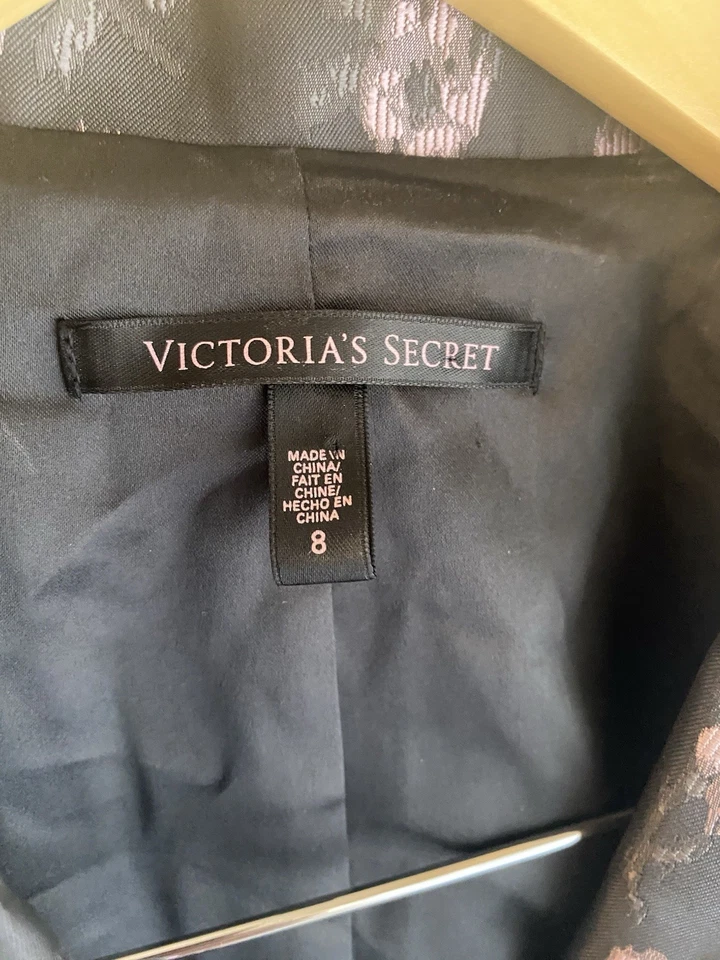 VICTORIA'S SECRET
MADE IN
CHINA/
FAIT EN
CHINE/
HECHO EN
CHINA
8